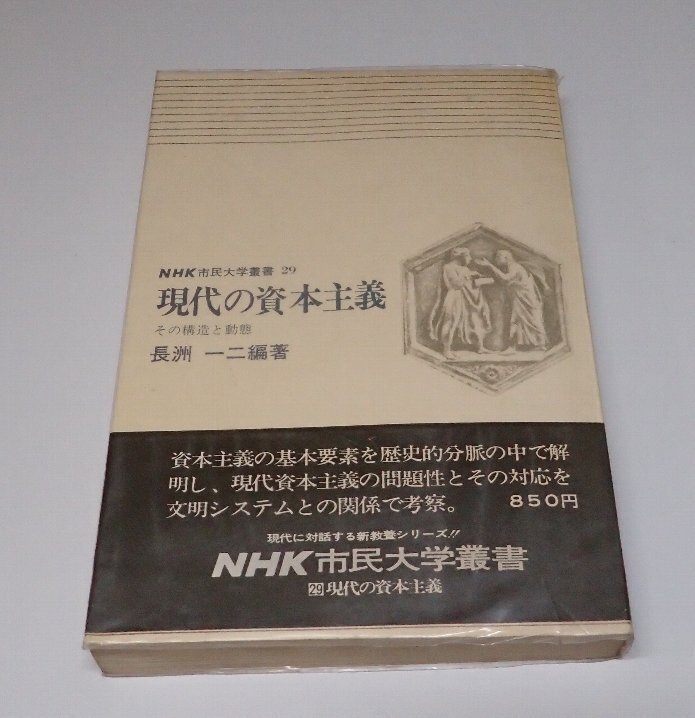 NHK市民大学叢書 29
現代の資本主義
その構造と動態
長洲 一二編著
資本主義の基本要素を歴史的分脈の中で解
明し、現代資本主義の問題性とその対応を
文明システムとの関係で考察。 850円
現代に対話する新教養シリーズ!!
NHK市民大学叢書
29現代の資本主義